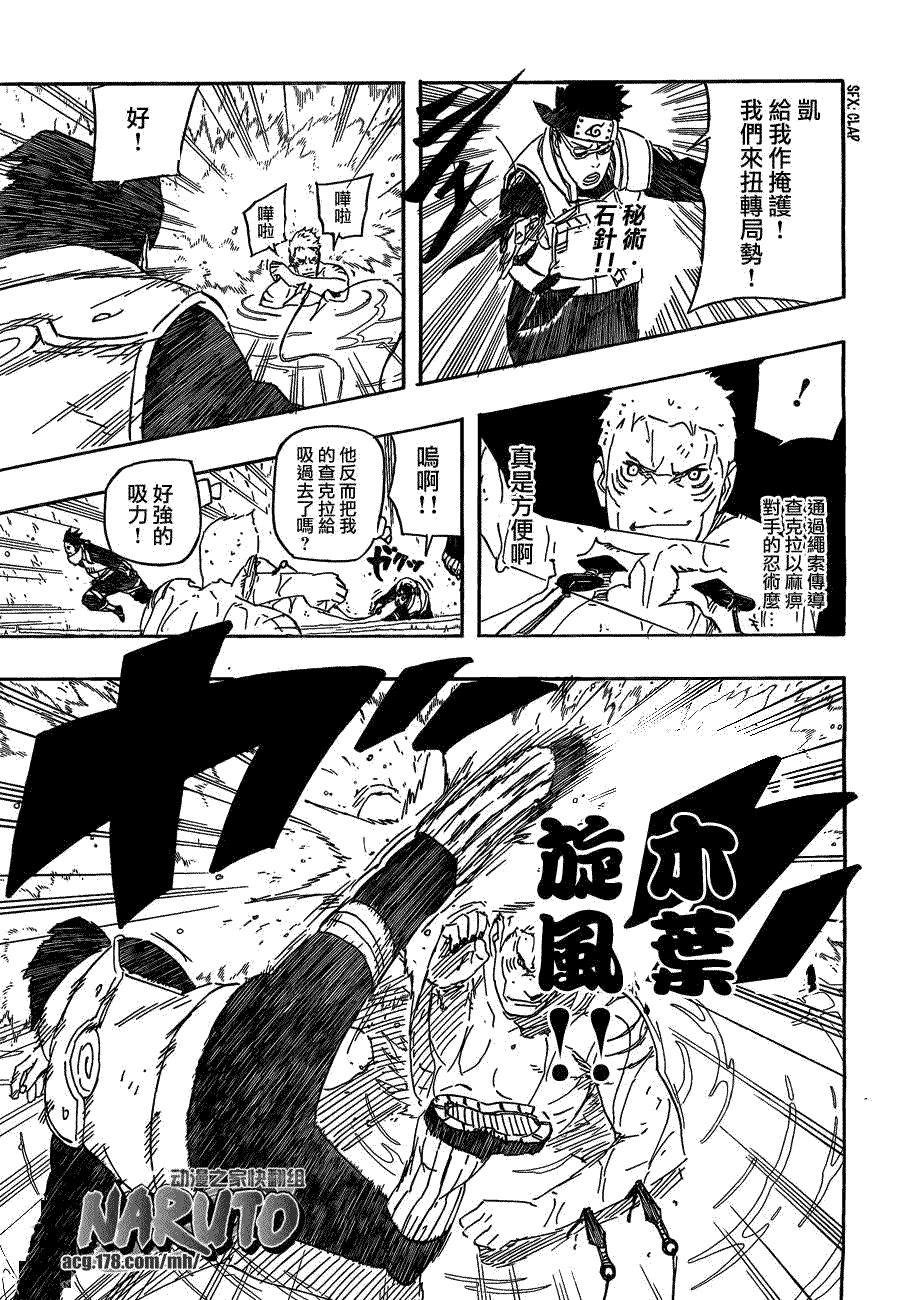 SFX: CLAP
凱
給我作掩護！
我們來扭轉局勢！
秘術．
石針！！
好！
嘩啦
嘩啦
！
通過繩索傳導
查克拉以麻痹
對手的忍術麼…
真是方便啊
嗚啊！！
他反而把我
的查克拉給
吸過去了嗎？
好強的
吸力！
木葉
旋風！！
动漫之家快翻组
NARUTO
acg.178.com/mh/